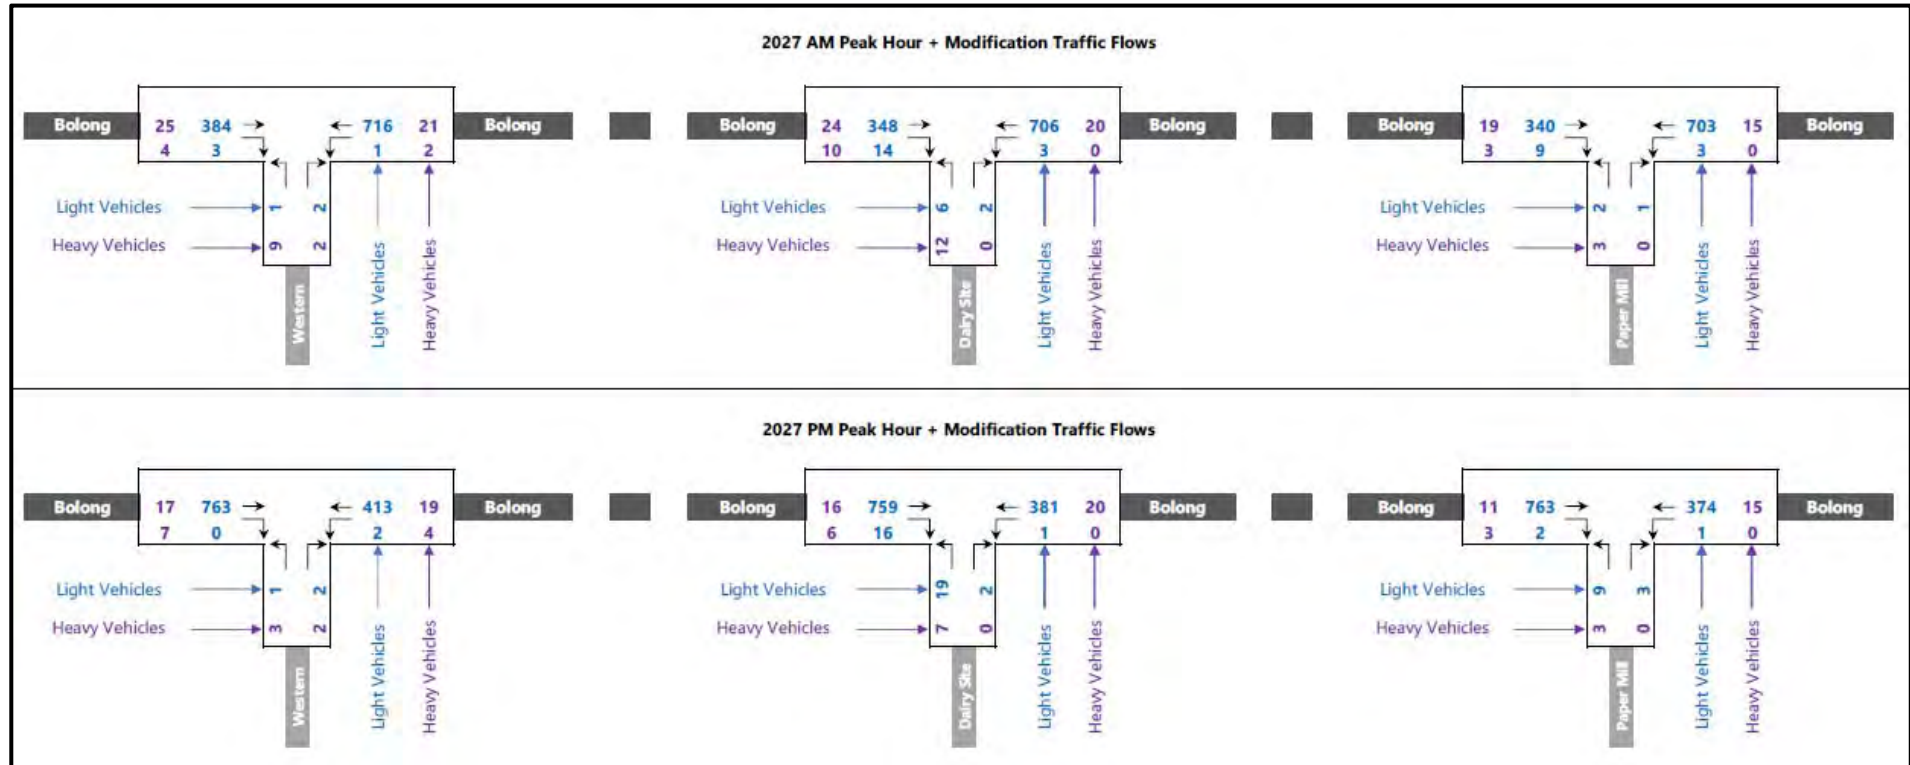 2027 AM Peak Hour + Modification Traffic Flows
Bolong 25 384 716 21 Bolong
4 3 1 2
Light Vehicles 1 2
Heavy Vehicles 9 2
Western
Light Vehicles
Heavy Vehicles
Bolong 24 348 706 20 Bolong
10 14 3 0
Light Vehicles 6 2
Heavy Vehicles 12 0
Dairy Site
Light Vehicles
Heavy Vehicles
Bolong 19 340 703 15 Bolong
3 9 3 0
Light Vehicles 2 1
Heavy Vehicles 3 0
Paper Mill
Light Vehicles
Heavy Vehicles
2027 PM Peak Hour + Modification Traffic Flows
Bolong 17 763 413 19 Bolong
7 0 2 4
Light Vehicles 1 2
Heavy Vehicles 3 2
Western
Light Vehicles
Heavy Vehicles
Bolong 16 759 381 20 Bolong
6 16 1 0
Light Vehicles 19 2
Heavy Vehicles 7 0
Dairy Site
Light Vehicles
Heavy Vehicles
Bolong 11 763 374 15 Bolong
3 2 1 0
Light Vehicles 9 3
Heavy Vehicles 3 0
Paper Mill
Light Vehicles
Heavy Vehicles